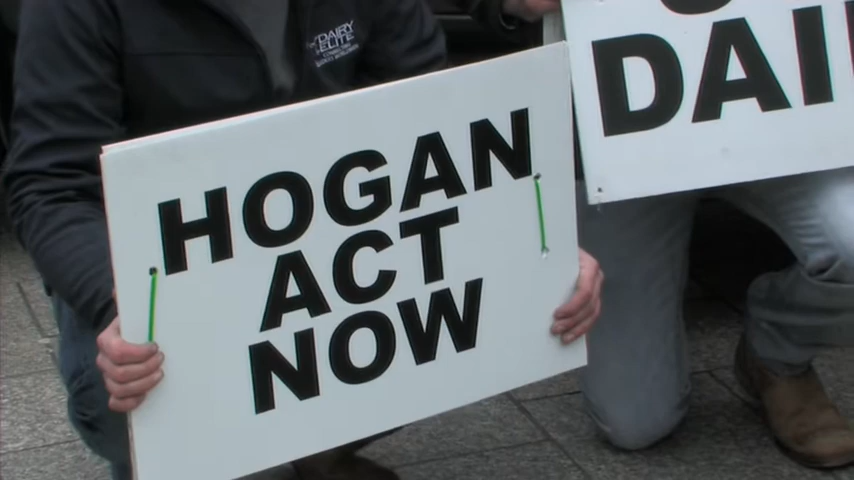 DAIRY
ELITE
HOGAN
ACT
NOW
DAI